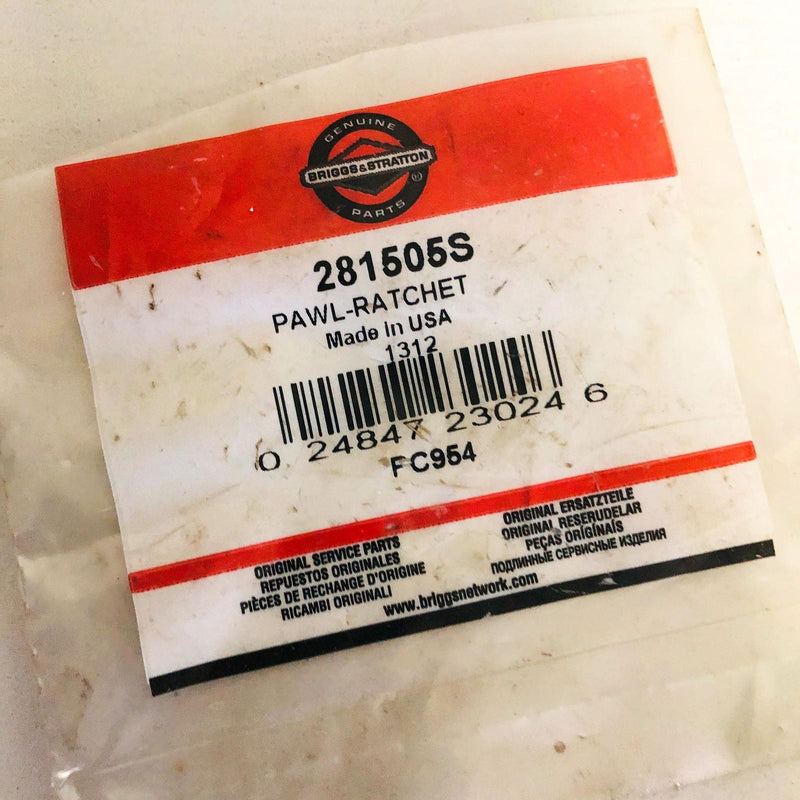 GENUINE
BRIGGS&STRATTON
®
PARTS
281505S
PAWL-RATCHET
Made In USA
1312
0 24847 23024 6
FC954
ORIGINAL SERVICE PARTS
REPUESTOS ORIGINALES
PIÈCES DE RECHANGE D'ORIGINE
RICAMBI ORIGINALI
ORIGINAL ERSATZTEILE
ORIGINAL RESERUDELAR
PEÇAS ORIGÍNAIS
ПОДЛИННЫЕ СЕРВИСНЫЕ ИЗДЕЛИЯ
www.briggsnetwork.com